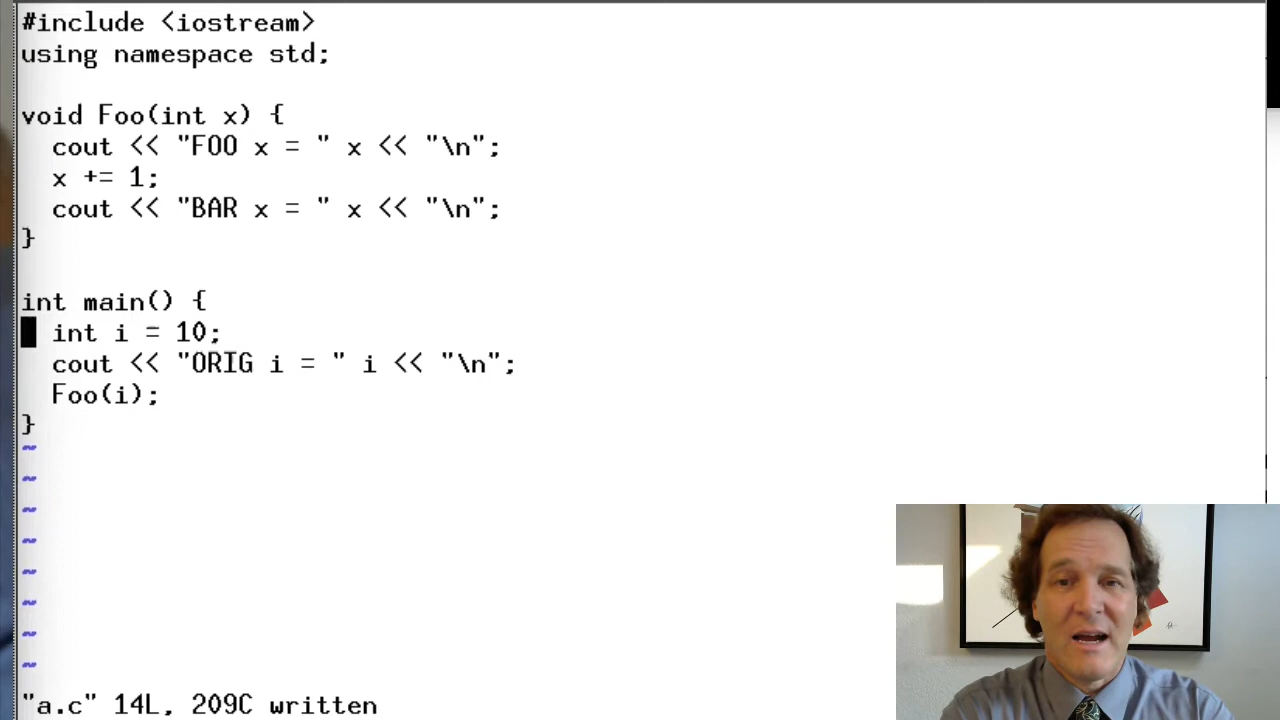 #include <iostream>
using namespace std;
void Foo(int x) {
  cout << "FOO x = " x << "\n";
  x += 1;
  cout << "BAR x = " x << "\n";
}
int main() {
  int i = 10;
  cout << "ORIG i = " i << "\n";
  Foo(i);
}
~
~
~
~
~
~
~
~
"a.c" 14L, 209C written